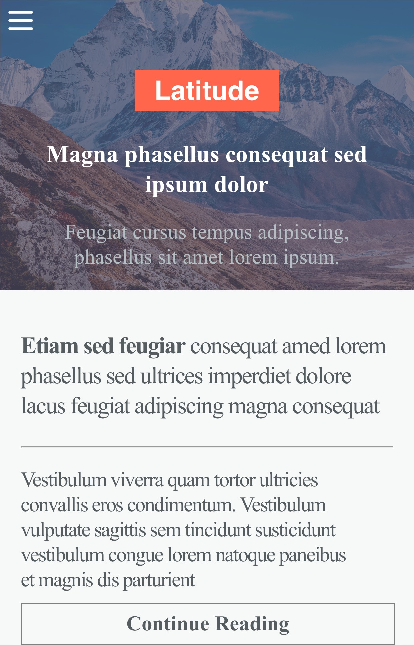 Latitude
Magna phasellus consequat sed
ipsum dolor
Feugiat cursus tempus adipiscing,
phasellus sit amet lorem ipsum.
Etiam sed feugiar consequat amed lorem
phasellus sed ultrices imperdiet dolore
lacus feugiat adipiscing magna consequat
Vestibulum viverra quam tortor ultricies
convallis eros condimentum. Vestibulum
vulputate sagittis sem tincidunt susticidunt
vestibulum congue lorem natoque paneibus
et magnis dis parturient
Continue Reading